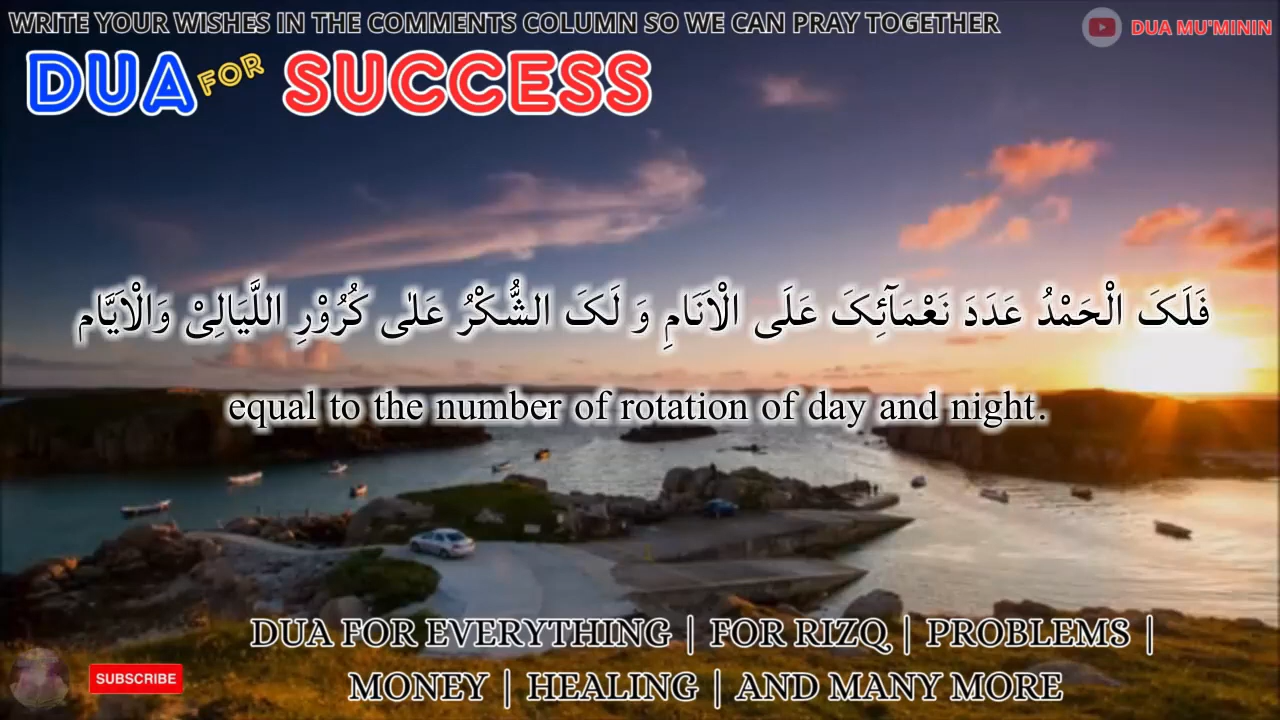 WRITE YOUR WISHES IN THE COMMENTS COLUMN SO WE CAN PRAY TOGETHER
DUA MU'MININ
DUA FOR SUCCESS
فَلَکَ الْحَمْدُ عَدَدَ نَعْمَآئِکَ عَلَی الْاَنَامِ وَ لَکَ الشُّکْرُ عَلٰی کُرُوْرِ اللَّیَالِیْ وَالْاَیَّام
equal to the number of rotation of day and night.
DUA FOR EVERYTHING | FOR RIZQ | PROBLEMS |
MONEY | HEALING | AND MANY MORE
SUBSCRIBE